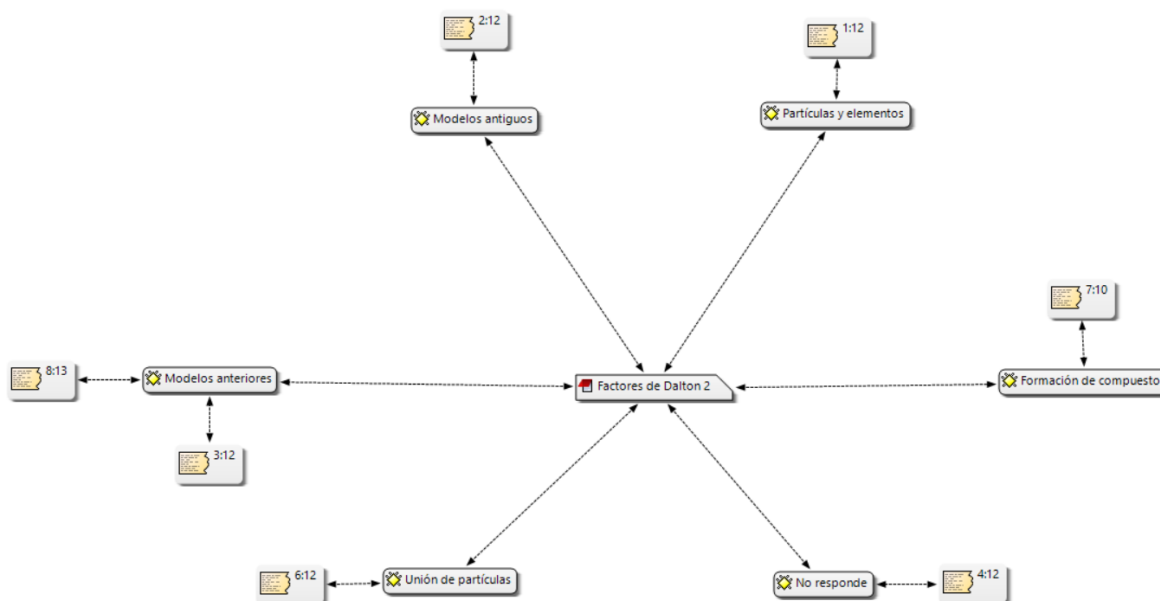 2:12
1:12
Modelos antiguos
Partículas y elementos
7:10
8:13
Modelos anteriores
Factores de Dalton 2
Formación de compuesto
3:12
6:12
Unión de partículas
No responde
4:12